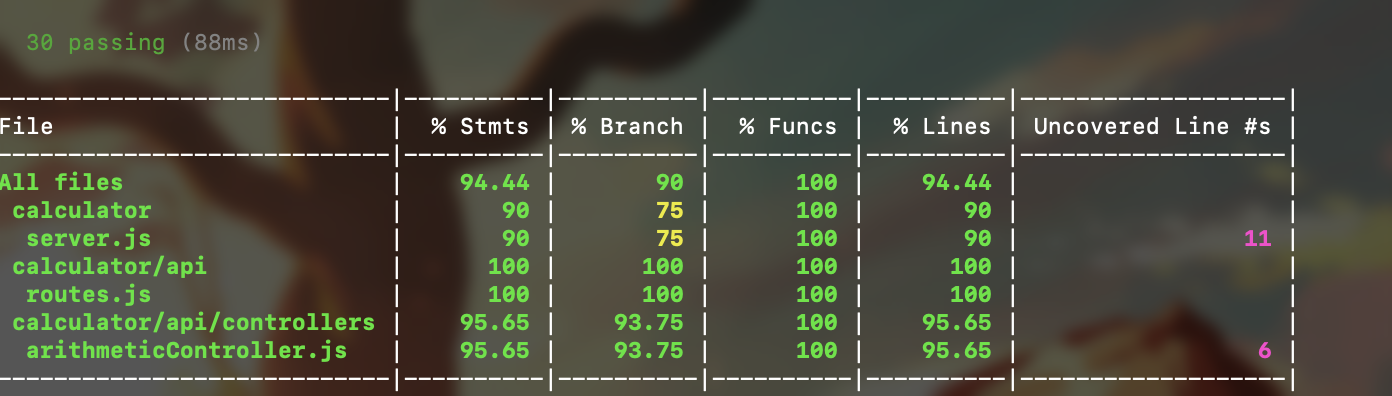 30 passing (88ms)
----------------------------|----------|----------|----------|----------|-------------------|
File                        |  % Stmts | % Branch |  % Funcs |  % Lines | Uncovered Line #s |
----------------------------|----------|----------|----------|----------|-------------------|
All files                   |    94.44 |       90 |      100 |    94.44 |                   |
 calculator                 |       90 |       75 |      100 |       90 |                   |
  server.js                 |       90 |       75 |      100 |       90 |                11 |
 calculator/api             |      100 |      100 |      100 |      100 |                   |
  routes.js                 |      100 |      100 |      100 |      100 |                   |
 calculator/api/controllers |    95.65 |    93.75 |      100 |    95.65 |                   |
  arithmeticController.js   |    95.65 |    93.75 |      100 |    95.65 |                 6 |
----------------------------|----------|----------|----------|----------|-------------------|